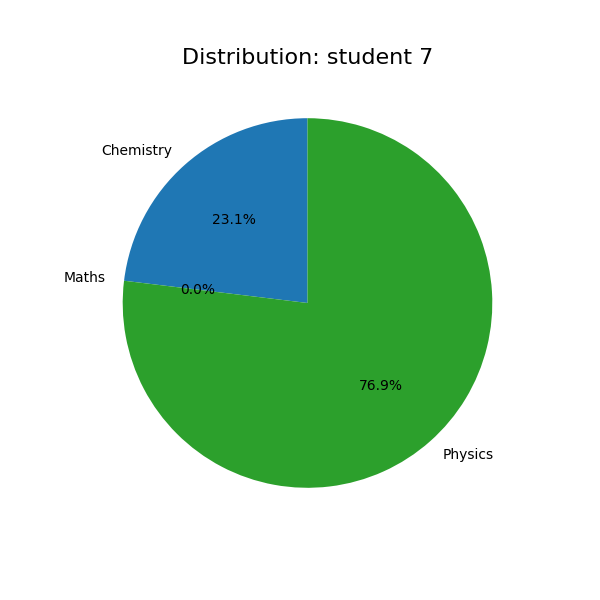 Distribution: student 7
Chemistry
23.1%
Maths
0.0%
76.9%
Physics